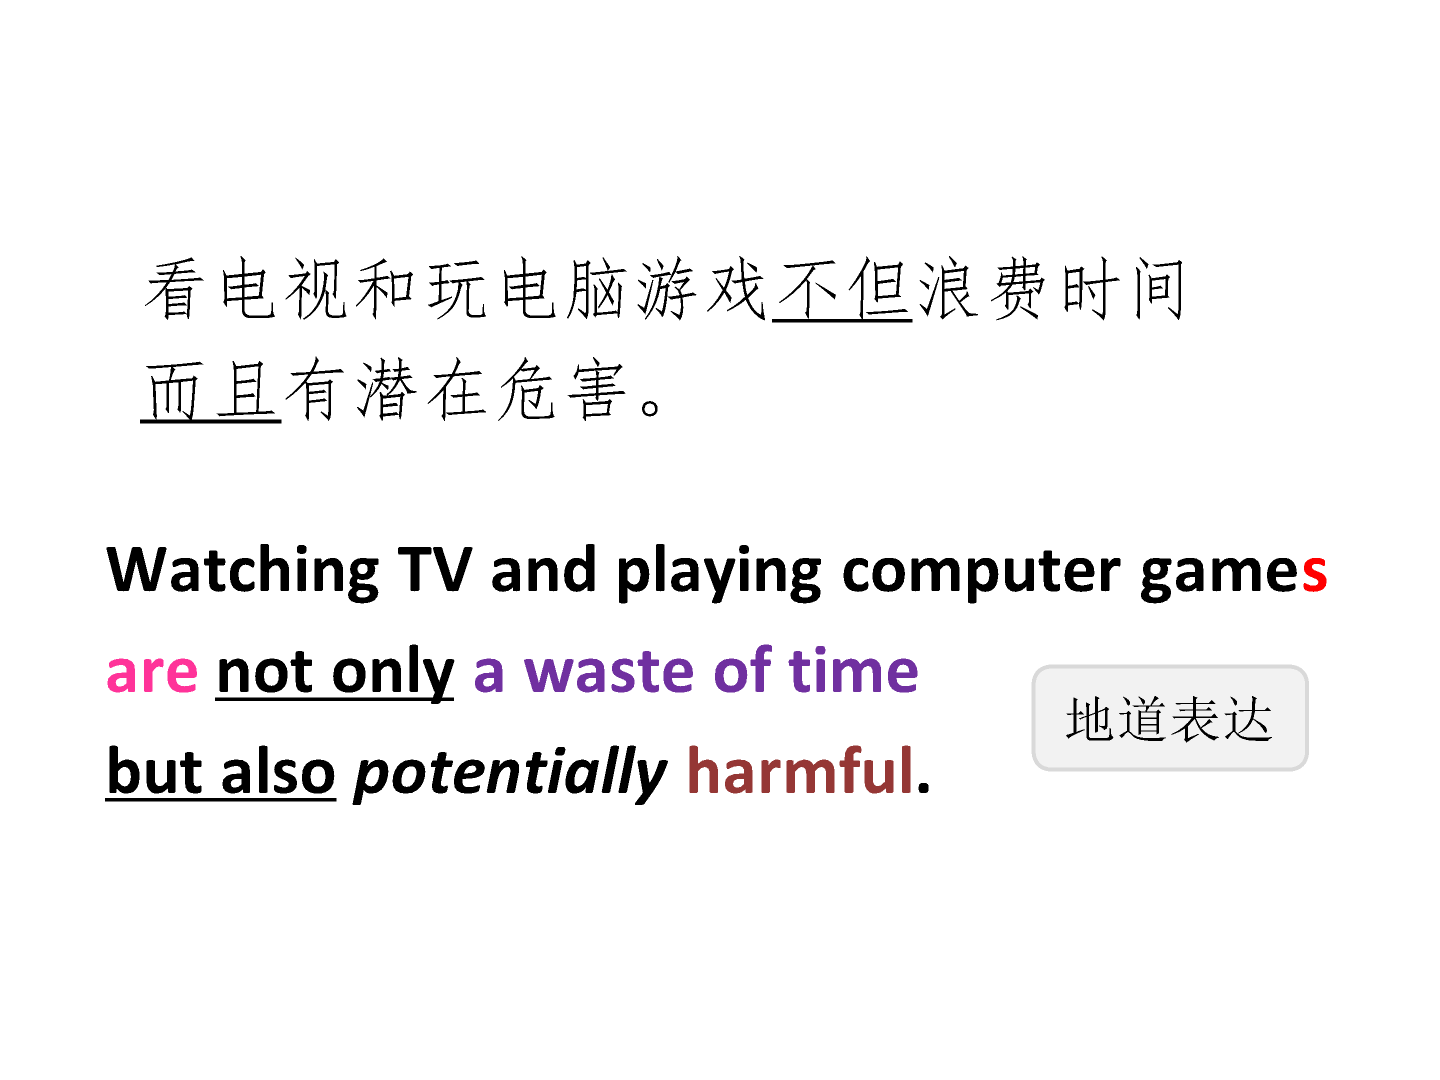 看电视和玩电脑游戏不但浪费时间
而且有潜在危害。
Watching TV and playing computer games
are not only a waste of time
地道表达
but also potentially harmful.